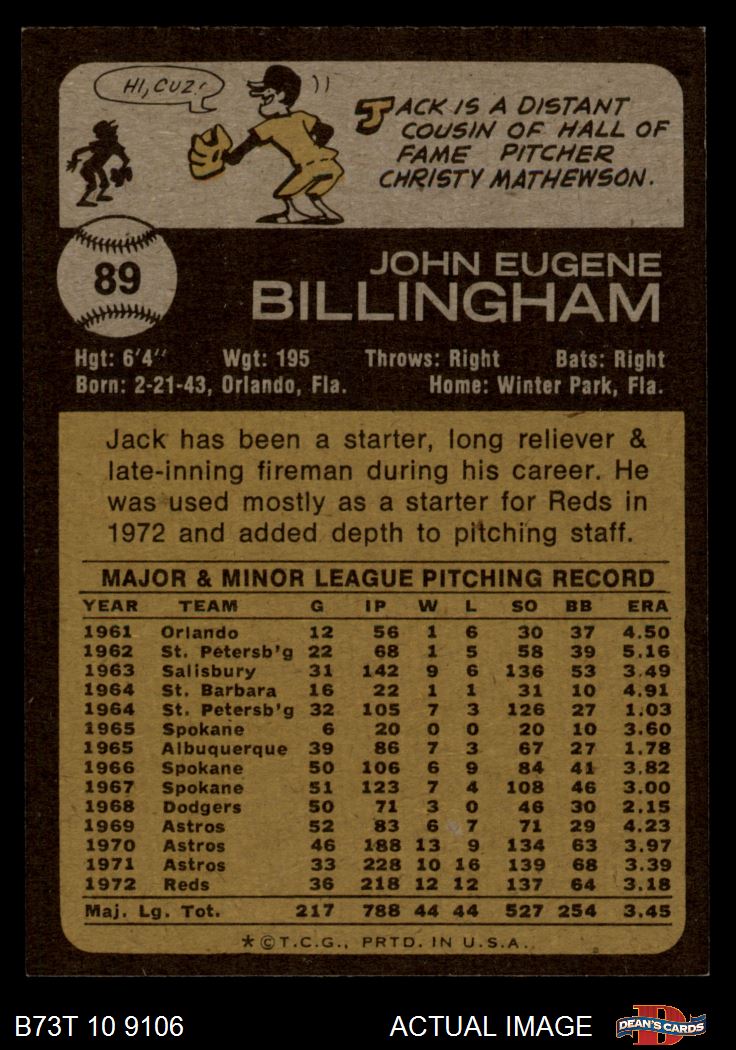 HI, CUZ!
JACK IS A DISTANT
COUSIN OF HALL OF
FAME PITCHER
CHRISTY MATHEWSON.
89
JOHN EUGENE
BILLINGHAM
Hgt: 6'4" Wgt: 195 Throws: Right Bats: Right
Born: 2-21-43, Orlando, Fla. Home: Winter Park, Fla.
Jack has been a starter, long reliever &
late-inning fireman during his career. He
was used mostly as a starter for Reds in
1972 and added depth to pitching staff.
MAJOR & MINOR LEAGUE PITCHING RECORD
YEAR TEAM G IP W L SO BB ERA
1961 Orlando 12 56 1 6 30 37 4.50
1962 St. Petersb'g 22 68 1 5 58 39 5.16
1963 Salisbury 31 142 9 6 136 53 3.49
1964 St. Barbara 16 22 1 1 31 10 4.91
1964 St. Petersb'g 32 105 7 3 126 27 1.03
1965 Spokane 6 20 0 0 20 10 3.60
1965 Albuquerque 39 86 7 3 67 27 1.78
1966 Spokane 50 106 6 9 84 41 3.82
1967 Spokane 51 123 7 4 108 46 3.00
1968 Dodgers 50 71 3 0 46 30 2.15
1969 Astros 52 83 6 7 71 29 4.23
1970 Astros 46 188 13 9 134 63 3.97
1971 Astros 33 228 10 16 139 68 3.39
1972 Reds 36 218 12 12 137 64 3.18
Maj. Lg. Tot. 217 788 44 44 527 254 3.45
*©T.C.G., PRTD. IN U.S.A.
B73T 10 9106 ACTUAL IMAGE DEAN'S CARDS